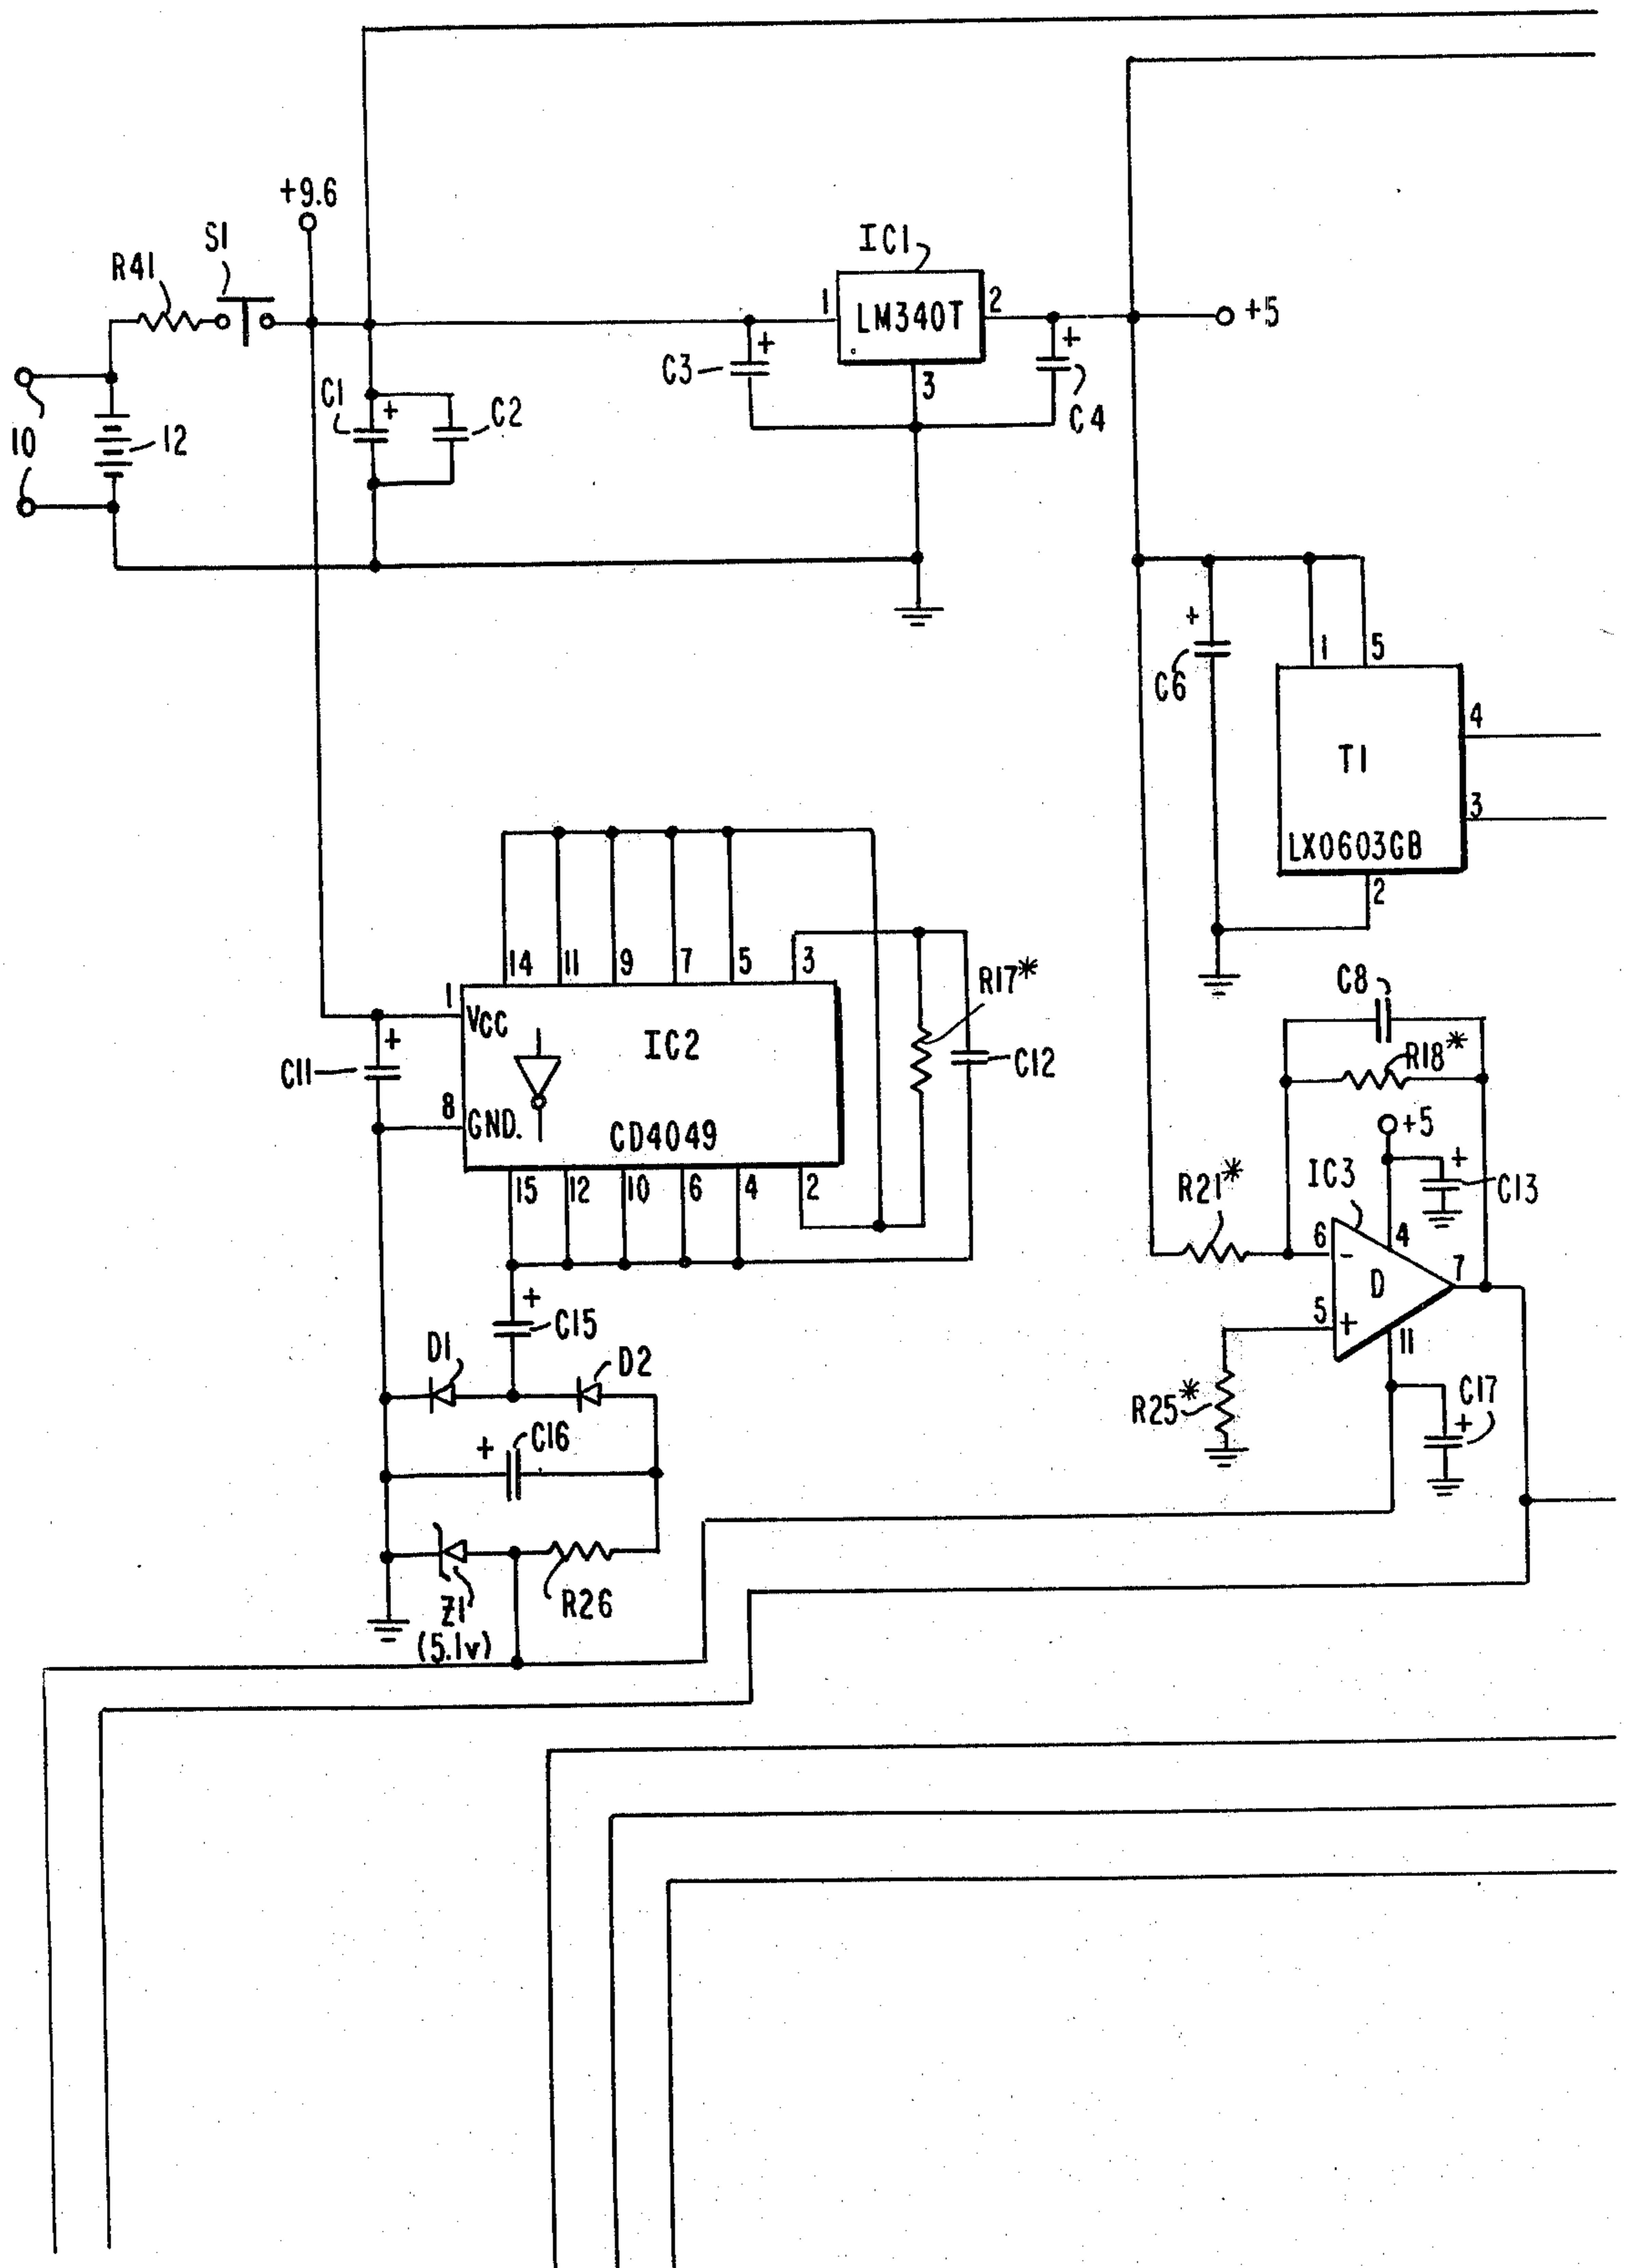 +9.6
S1
R41
IC1
1
LM340T
2
+5
C3
+
3
+
C4
C1
+
C2
10
12
+
C6
1
5
4
T1
3
LX0603GB
2
14
11
9
7
5
3
R17*
C12
1
VCC
IC2
C11
+
8
GND.
CD4049
15
12
10
6
4
2
C8
R18*
+5
IC3
+
C13
R21*
6
-
4
D
7
5
+
11
R25*
C17
+
+
C15
D1
D2
+
C16
Z1
(5.1v)
R26